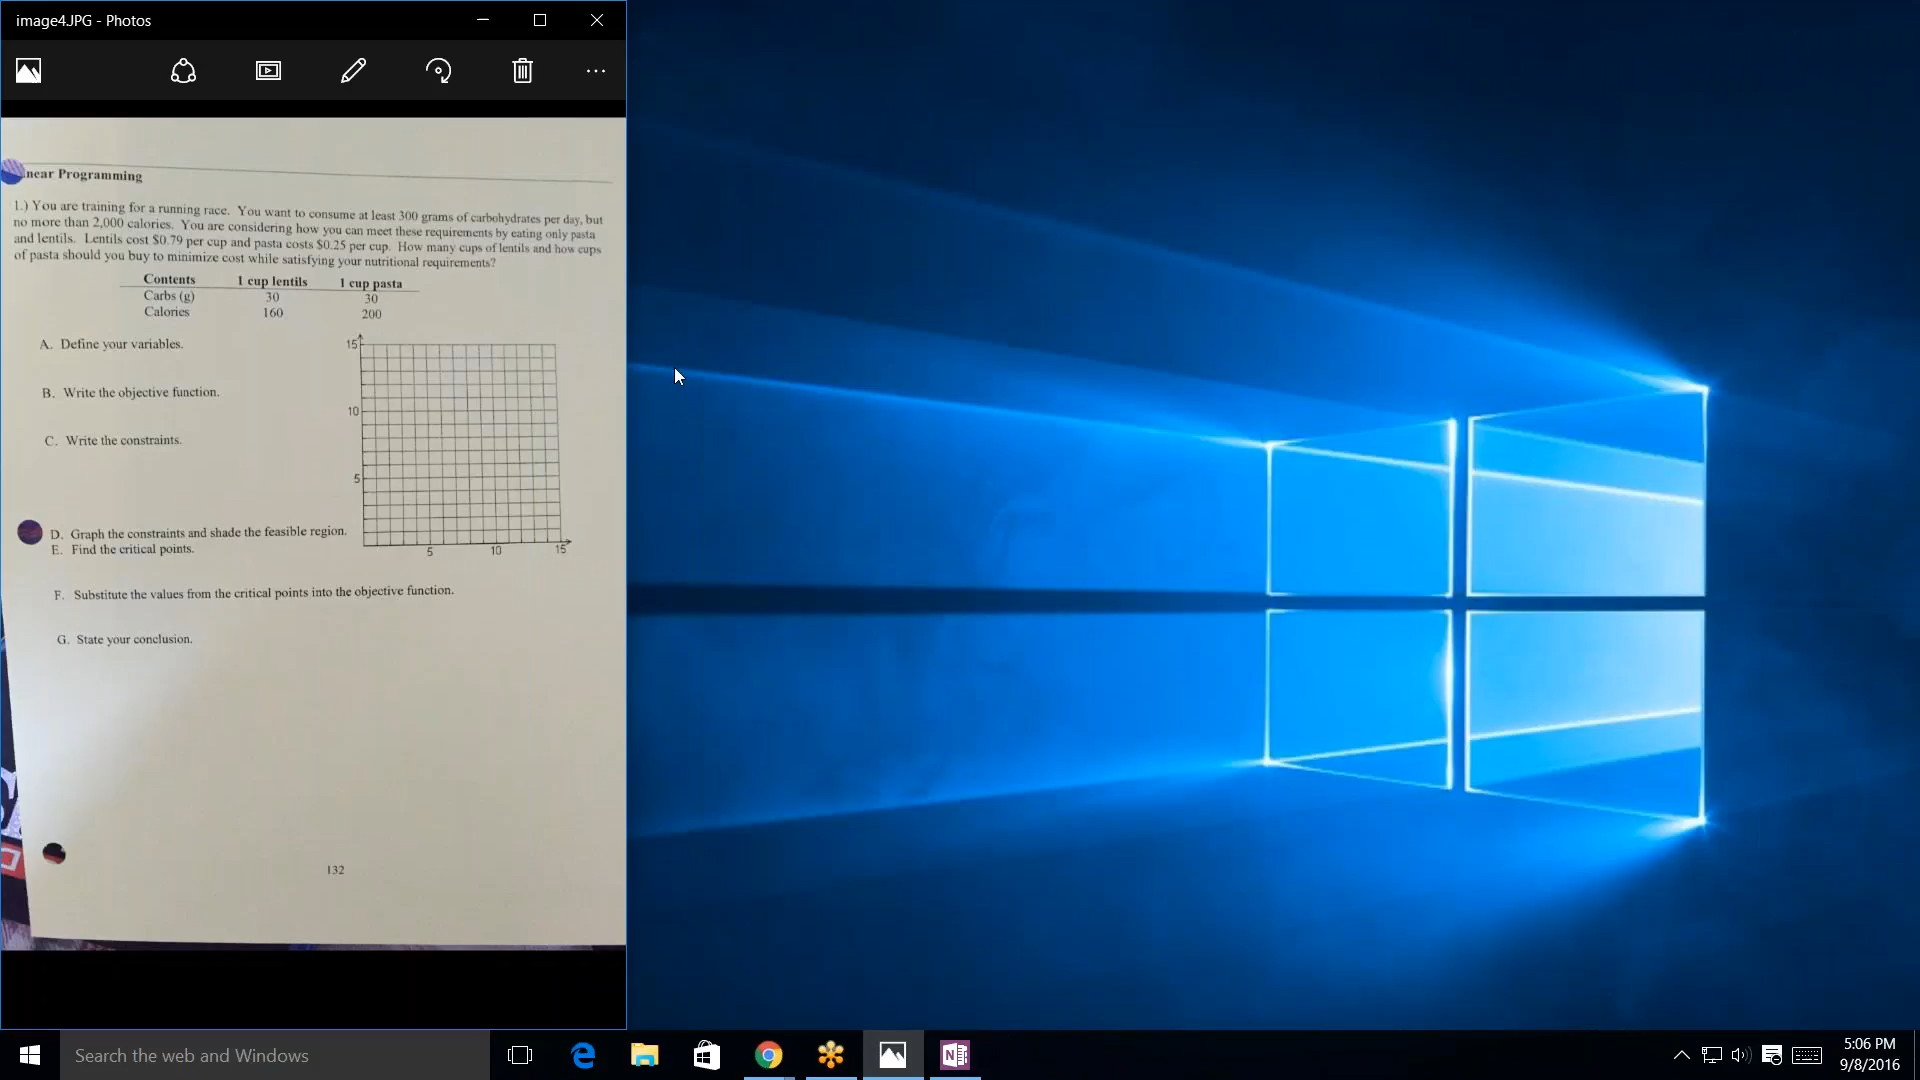 image4.JPG - Photos
near Programming
1.) You are training for a running race. You want to consume at least 300 grams of carbohydrates per day, but
no more than 2,000 calories. You are considering how you can meet these requirements by eating only pasta
and lentils. Lentils cost $0.79 per cup and pasta costs $0.25 per cup. How many cups of lentils and how cups
of pasta should you buy to minimize cost while satisfying your nutritional requirements?
Contents 1 cup lentils 1 cup pasta
Carbs (g) 30 30
Calories 160 200
A. Define your variables.
15
B. Write the objective function.
10
C. Write the constraints.
5
D. Graph the constraints and shade the feasible region.
E. Find the critical points.
5 10 15
F. Substitute the values from the critical points into the objective function.
G. State your conclusion.
132
Search the web and Windows
N
5:06 PM
9/8/2016